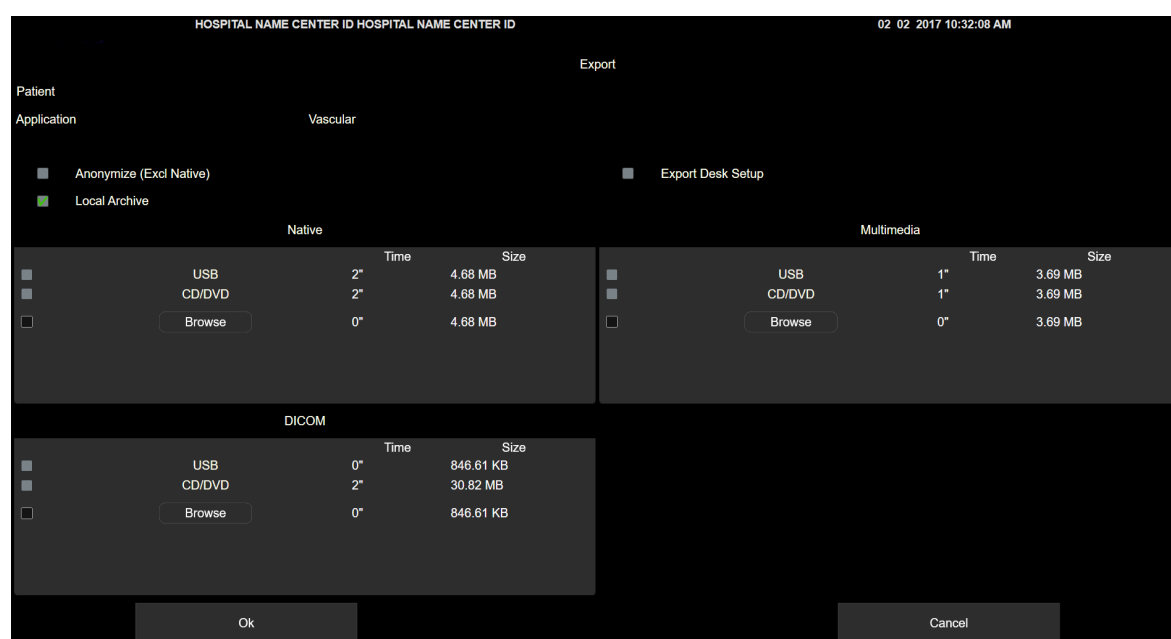 HOSPITAL NAME CENTER ID HOSPITAL NAME CENTER ID 02 02 2017 10:32:08 AM
Export
Patient
Application Vascular
Anonymize (Excl Native) Export Desk Setup
Local Archive
Native
Time Size
USB 2" 4.68 MB
CD/DVD 2" 4.68 MB
Browse 0" 4.68 MB
Multimedia
Time Size
USB 1" 3.69 MB
CD/DVD 1" 3.69 MB
Browse 0" 3.69 MB
DICOM
Time Size
USB 0" 846.61 KB
CD/DVD 2" 30.82 MB
Browse 0" 846.61 KB
Ok Cancel